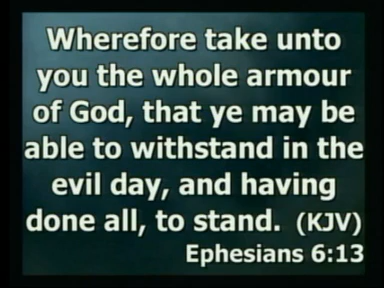 Wherefore take unto
you the whole armour
of God, that ye may be
able to withstand in the
evil day, and having
done all, to stand. (KJV)
Ephesians 6:13